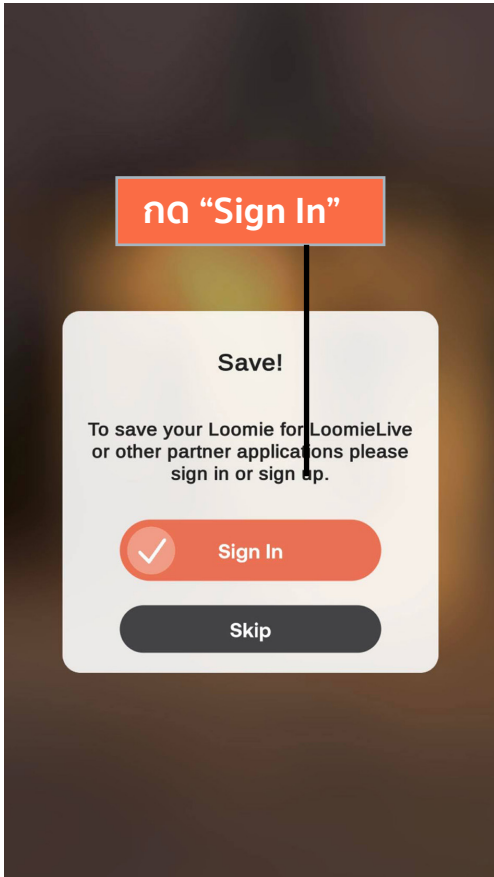 กด “Sign In”
Save!
To save your Loomie for LoomieLive
or other partner applications please
sign in or sign up.
Sign In
Skip